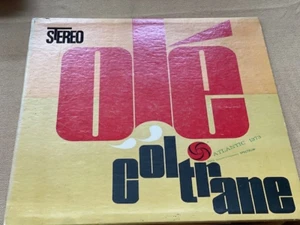 STEREO
olé
coltrane
ATLANTIC 1373